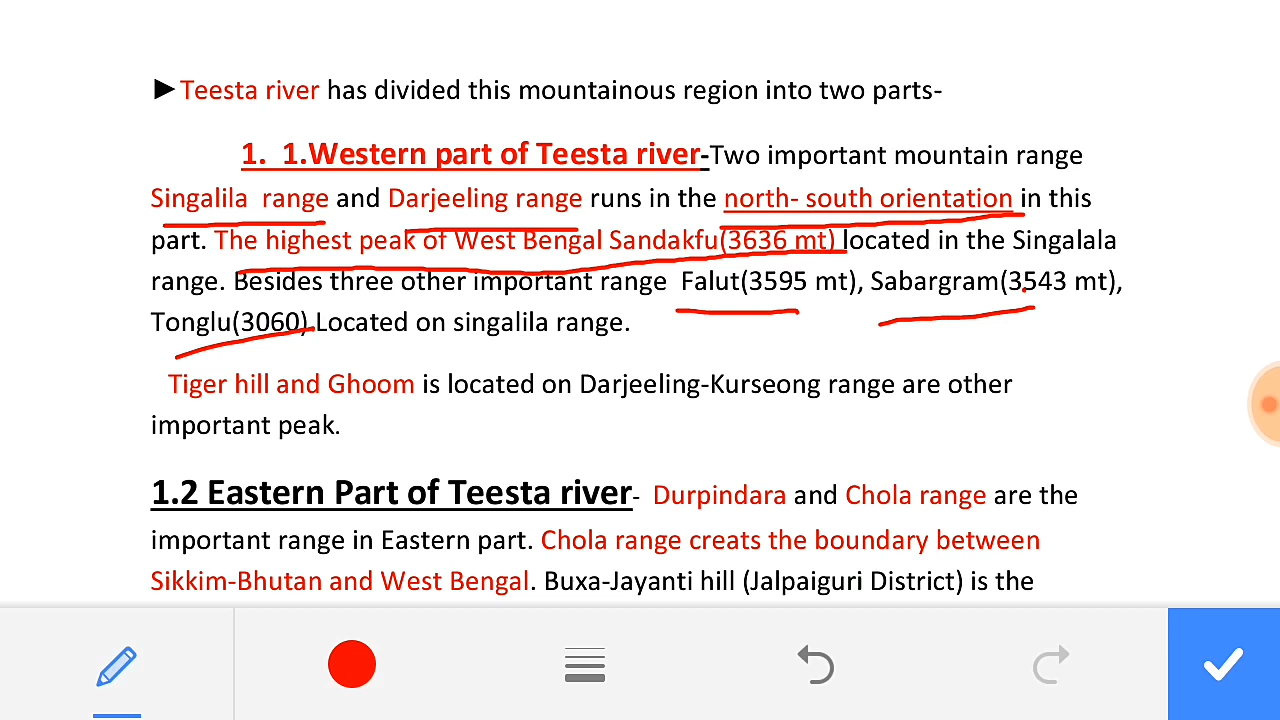 ►Teesta river has divided this mountainous region into two parts-
1. 1.Western part of Teesta river-Two important mountain range
Singalila range and Darjeeling range runs in the north- south orientation in this
part. The highest peak of West Bengal Sandakfu(3636 mt) located in the Singalala
range. Besides three other important range Falut(3595 mt), Sabargram(3543 mt),
Tonglu(3060).Located on singalila range.
Tiger hill and Ghoom is located on Darjeeling-Kurseong range are other
important peak.
1.2 Eastern Part of Teesta river- Durpindara and Chola range are the
important range in Eastern part. Chola range creats the boundary between
Sikkim-Bhutan and West Bengal. Buxa-Jayanti hill (Jalpaiguri District) is the